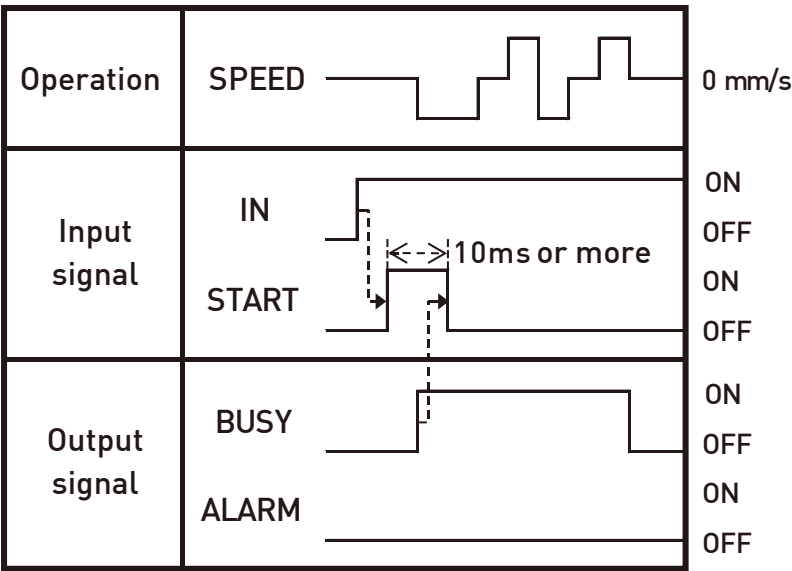 Operation
SPEED
0 mm/s
Input
signal
IN
ON
OFF
10ms or more
START
ON
OFF
Output
signal
BUSY
ON
OFF
ALARM
ON
OFF